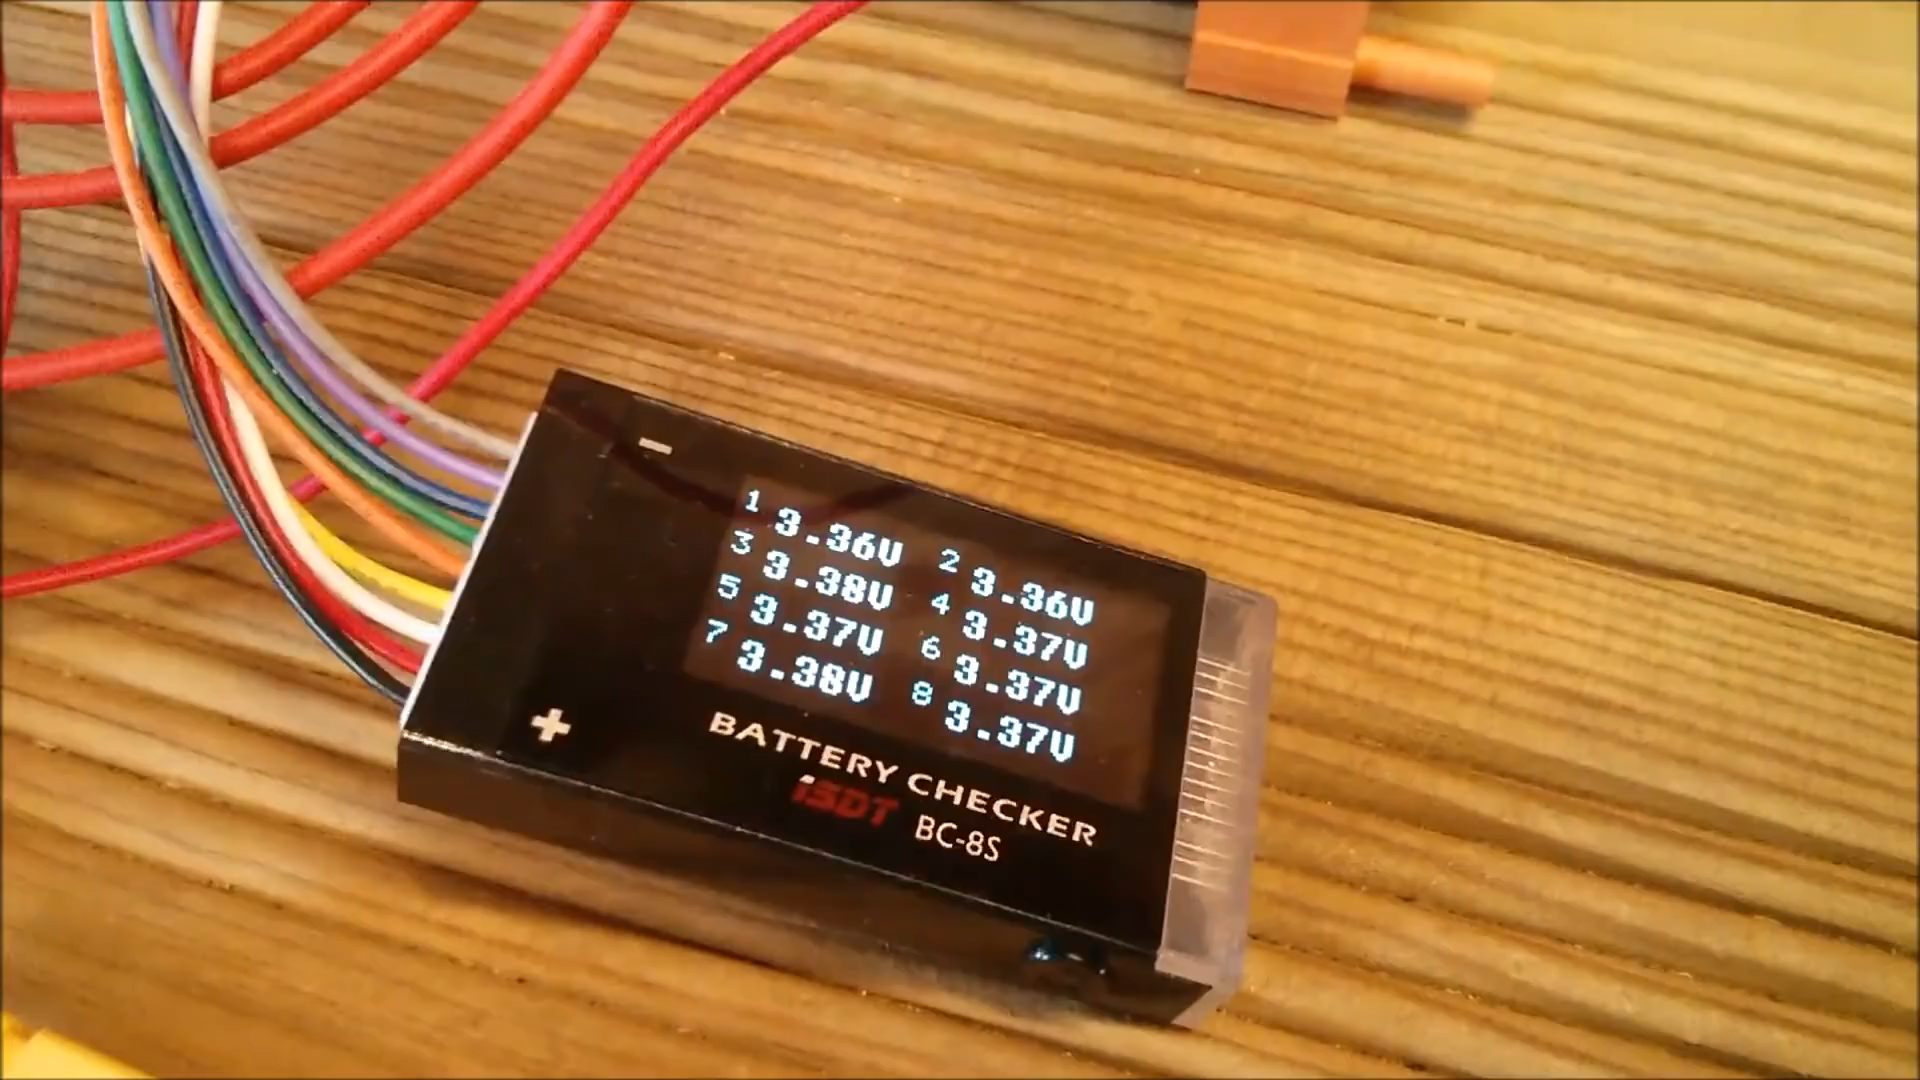 −
1 3.36V 2 3.36V
3 3.38V 4 3.37V
5 3.37V 6 3.37V
7 3.38V 8 3.37V
+
BATTERY CHECKER
iSDT BC-8S